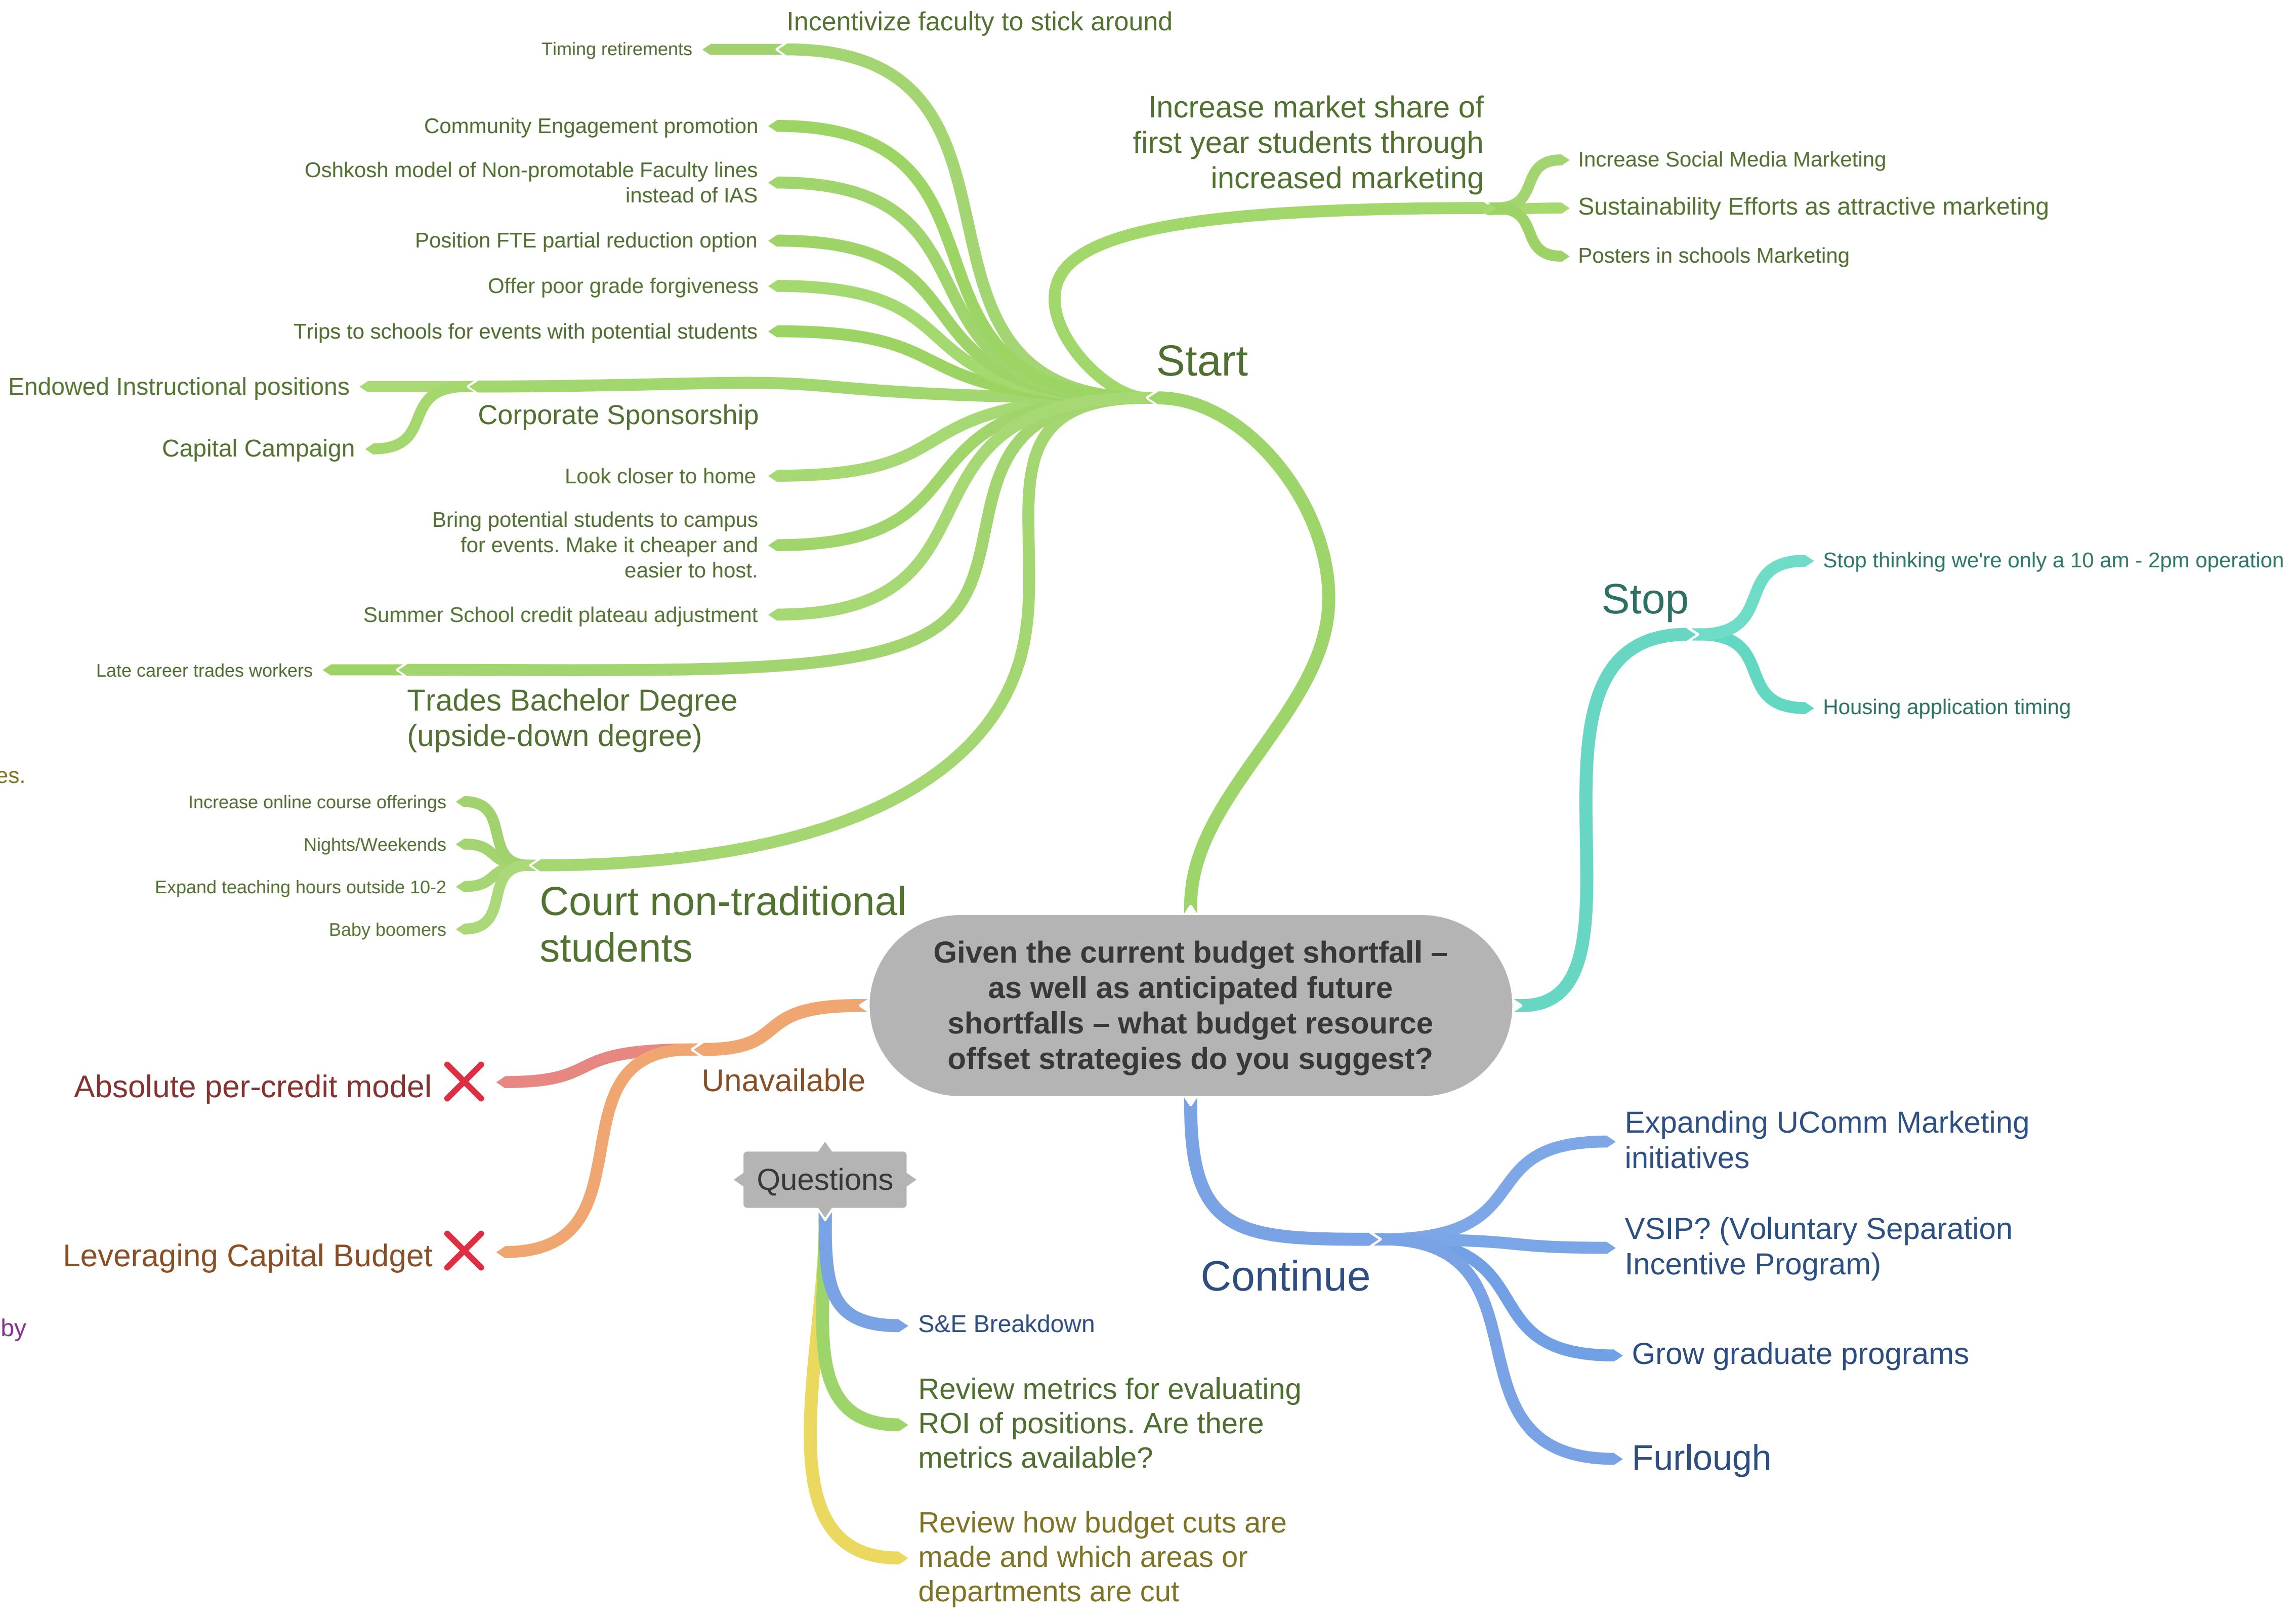 Incentivize faculty to stick around
Timing retirements
Community Engagement promotion
Oshkosh model of Non-promotable Faculty lines
instead of IAS
Position FTE partial reduction option
Offer poor grade forgiveness
Trips to schools for events with potential students
Endowed Instructional positions
Corporate Sponsorship
Capital Campaign
Look closer to home
Bring potential students to campus
for events. Make it cheaper and
easier to host.
Summer School credit plateau adjustment
Late career trades workers
Trades Bachelor Degree
(upside-down degree)
es.
Increase online course offerings
Nights/Weekends
Expand teaching hours outside 10-2
Baby boomers
Court non-traditional
students
Increase market share of
first year students through
increased marketing
Increase Social Media Marketing
Sustainability Efforts as attractive marketing
Posters in schools Marketing
Start
Stop
Stop thinking we're only a 10 am - 2pm operation
Housing application timing
Given the current budget shortfall –
as well as anticipated future
shortfalls – what budget resource
offset strategies do you suggest?
Unavailable
Absolute per-credit model
Leveraging Capital Budget
by
Questions
S&E Breakdown
Review metrics for evaluating
ROI of positions. Are there
metrics available?
Review how budget cuts are
made and which areas or
departments are cut
Continue
Expanding UComm Marketing
initiatives
VSIP? (Voluntary Separation
Incentive Program)
Grow graduate programs
Furlough